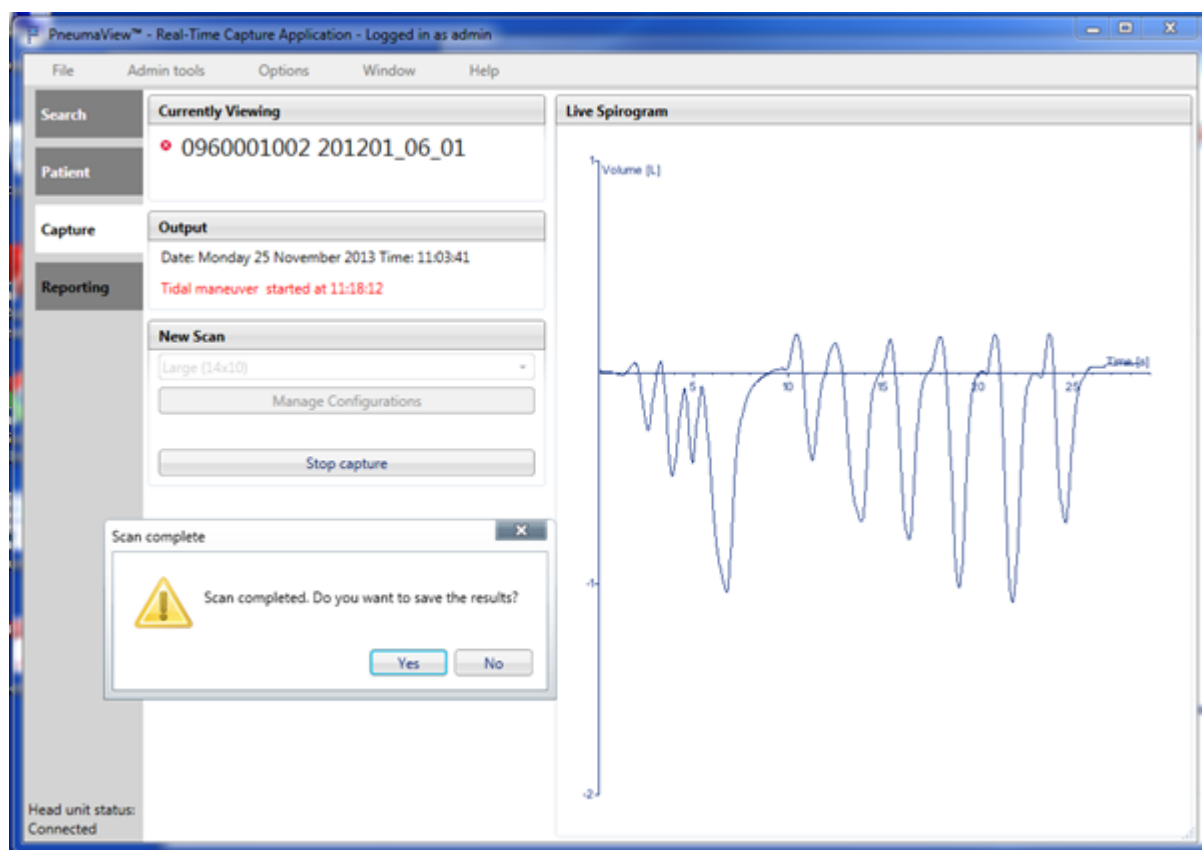 PneumaView™ - Real-Time Capture Application - Logged in as admin
File Admin tools Options Window Help
Search
Patient
Capture
Reporting
Currently Viewing
0960001002 201201_06_01
Output
Date: Monday 25 November 2013 Time: 11:03:41
Tidal maneuver started at 11:18:12
New Scan
Large (14x10)
Manage Configurations
Stop capture
Scan complete
Scan completed. Do you want to save the results?
Yes No
Head unit status:
Connected
Live Spirogram
1
Volume [L]
Time [s]
5 10 15 20 25
-1
-2